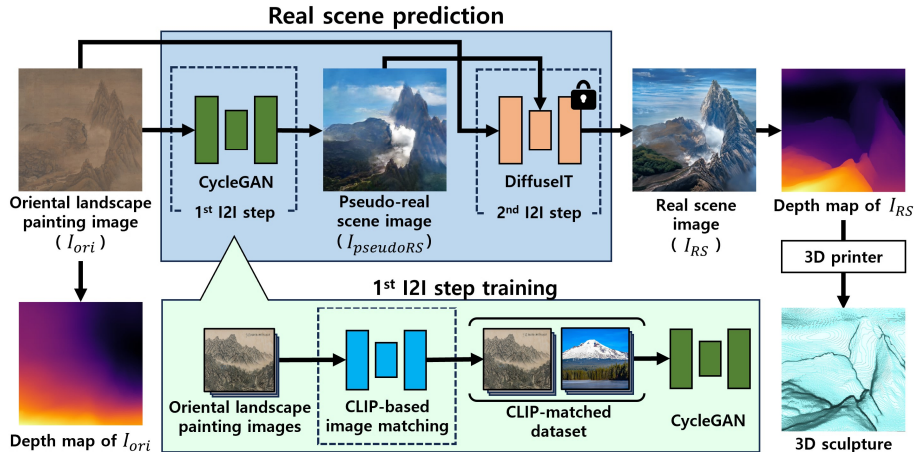 Real scene prediction
CycleGAN
1st I2I step
DiffuseIT
2nd I2I step
Oriental landscape
painting image
( I_ori )
Pseudo-real
scene image
( I_pseudoRS )
Real scene
image
( I_RS )
Depth map of I_RS
3D printer
3D sculpture
Depth map of I_ori
1st I2I step training
Oriental landscape
painting images
CLIP-based
image matching
CLIP-matched
dataset
CycleGAN